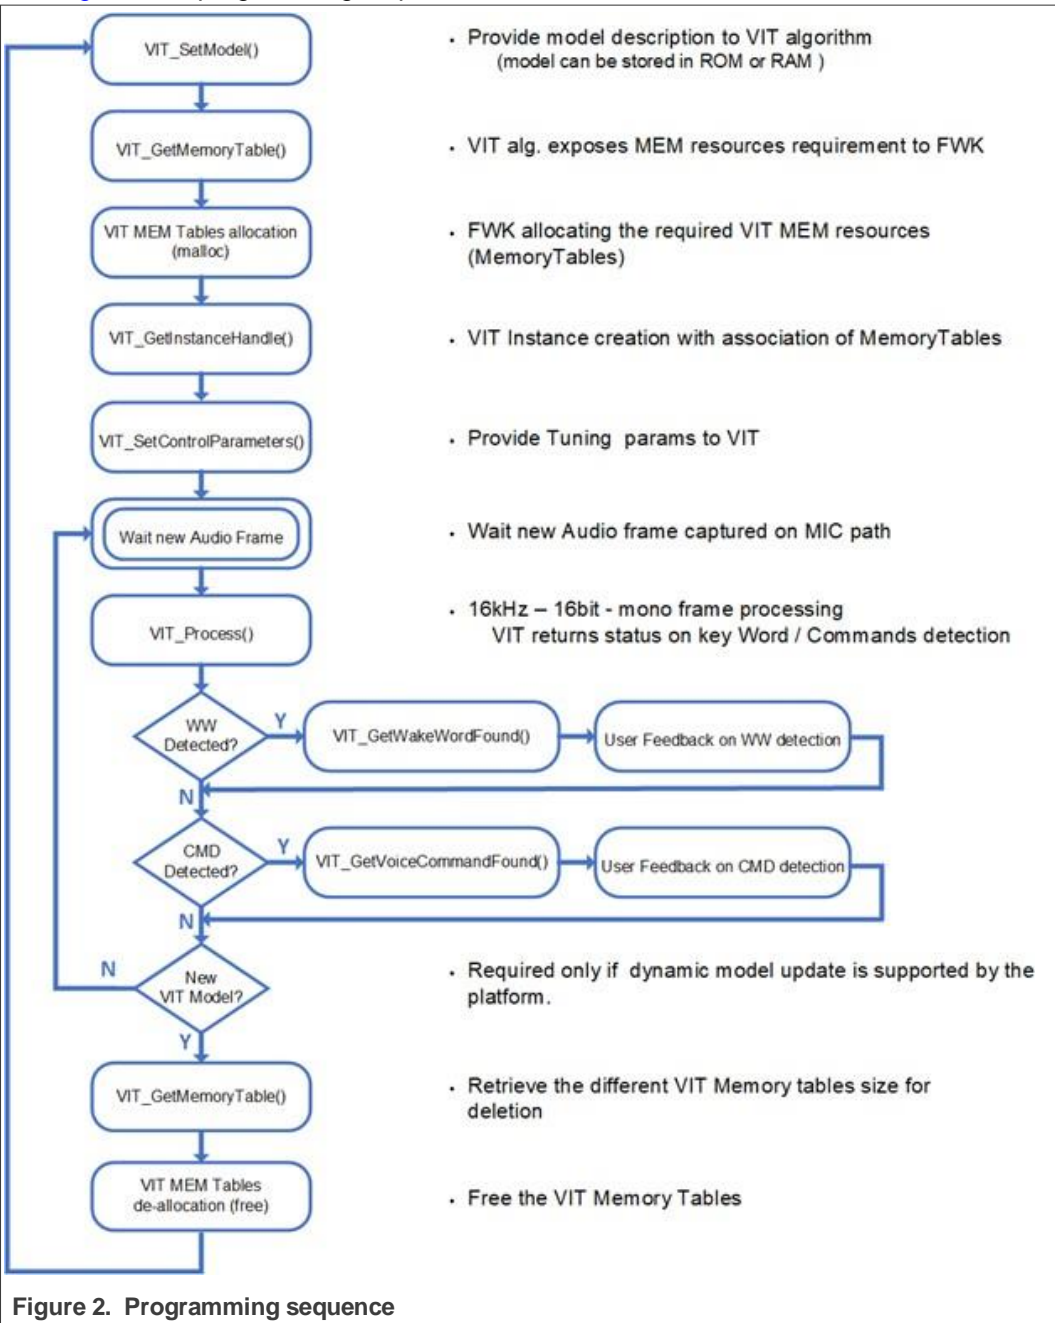 VIT_SetModel()
• Provide model description to VIT algorithm
(model can be stored in ROM or RAM )
VIT_GetMemoryTable()
• VIT alg. exposes MEM resources requirement to FWK
VIT MEM Tables allocation
(malloc)
• FWK allocating the required VIT MEM resources
(MemoryTables)
VIT_GetInstanceHandle()
• VIT Instance creation with association of MemoryTables
VIT_SetControlParameters()
• Provide Tuning params to VIT
Wait new Audio Frame
• Wait new Audio frame captured on MIC path
VIT_Process()
• 16kHz – 16bit - mono frame processing
VIT returns status on key Word / Commands detection
WW
Detected?
Y
VIT_GetWakeWordFound()
User Feedback on WW detection
N
CMD
Detected?
Y
VIT_GetVoiceCommandFound()
User Feedback on CMD detection
N
N
New
VIT Model?
• Required only if dynamic model update is supported by the
platform.
Y
VIT_GetMemoryTable()
• Retrieve the different VIT Memory tables size for
deletion
VIT MEM Tables
de-allocation (free)
• Free the VIT Memory Tables
Figure 2. Programming sequence